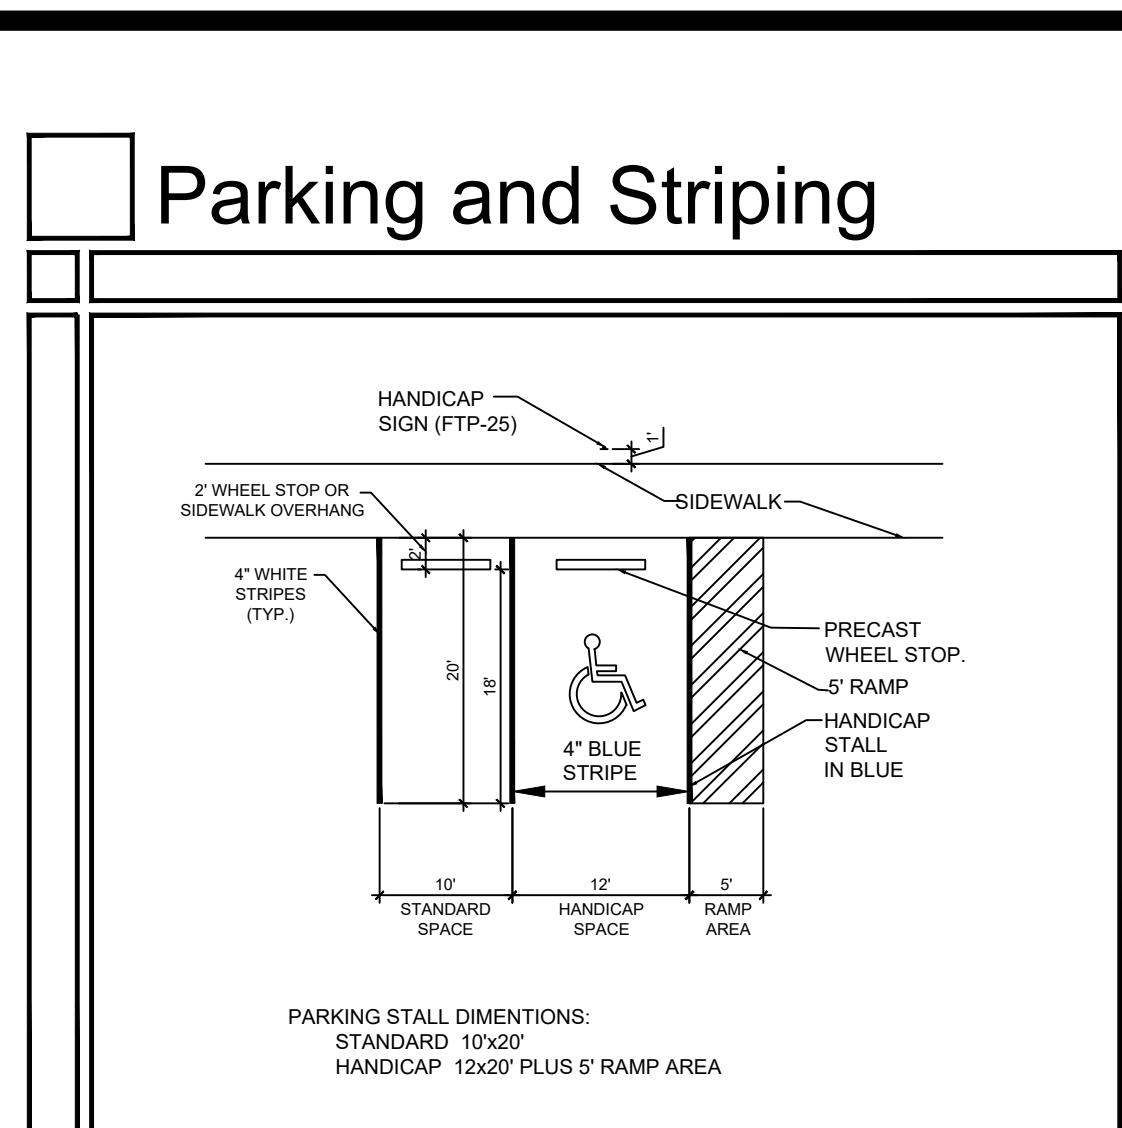 Parking and Striping
HANDICAP
SIGN (FTP-25)
1'
2' WHEEL STOP OR
SIDEWALK OVERHANG
SIDEWALK
2'
4" WHITE
STRIPES
(TYP.)
PRECAST
WHEEL STOP.
20'
18'
5' RAMP
HANDICAP
STALL
IN BLUE
4" BLUE
STRIPE
10'
12'
5'
STANDARD
SPACE
HANDICAP
SPACE
RAMP
AREA
PARKING STALL DIMENTIONS:
STANDARD 10'x20'
HANDICAP 12x20' PLUS 5' RAMP AREA